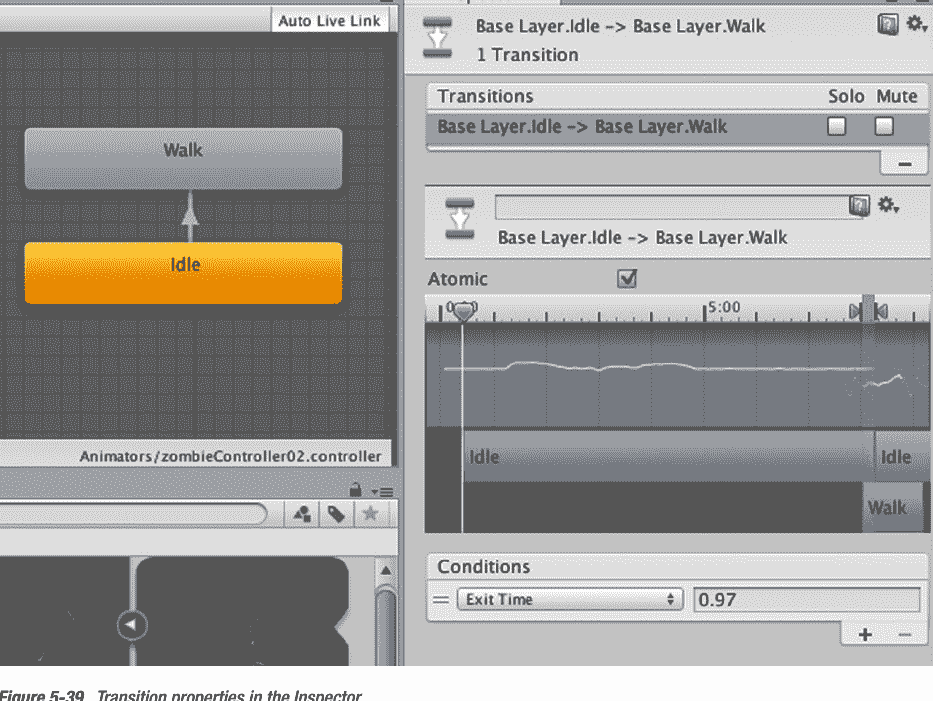 Auto Live Link
Walk
Idle
Animators/zombieController02.controller
Base Layer.Idle -> Base Layer.Walk
1 Transition
Transitions Solo Mute
Base Layer.Idle -> Base Layer.Walk
Base Layer.Idle -> Base Layer.Walk
Atomic
5:00
Idle Idle
Walk
Conditions
Exit Time 0.97
Figure 5-39 Transition properties in the Inspector